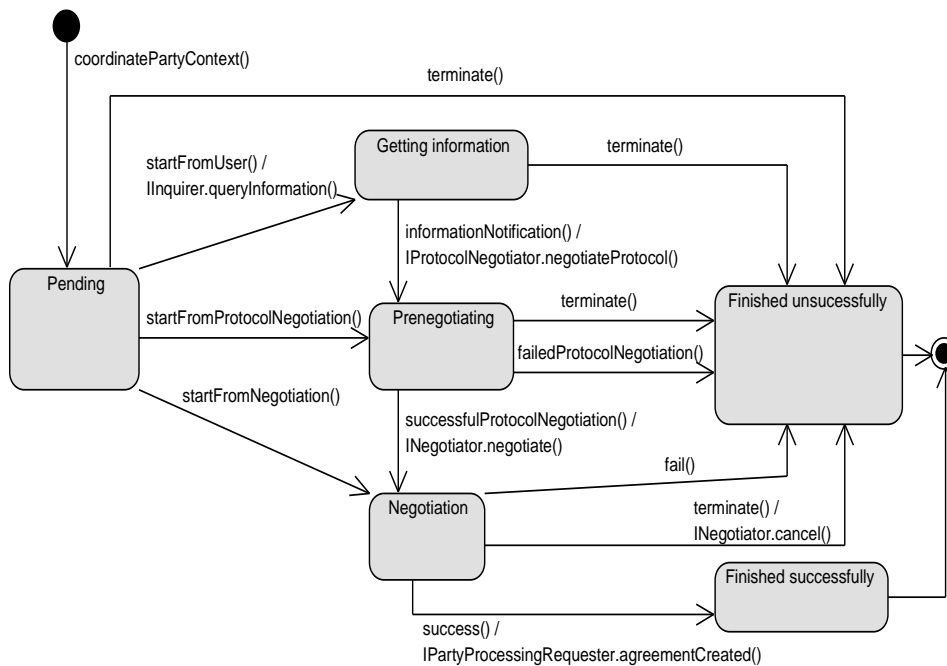 coordinatePartyContext()
terminate()
Getting information
terminate()
startFromUser() /
IInquirer.queryInformation()
informationNotification() /
IProtocolNegotiator.negotiateProtocol()
Pending
Finished unsucessfully
terminate()
startFromProtocolNegotiation()
Prenegotiating
failedProtocolNegotiation()
startFromNegotiation()
successfulProtocolNegotiation() /
INegotiator.negotiate()
fail()
Negotiation
terminate() /
INegotiator.cancel()
Finished successfully
success() /
IPartyProcessingRequester.agreementCreated()